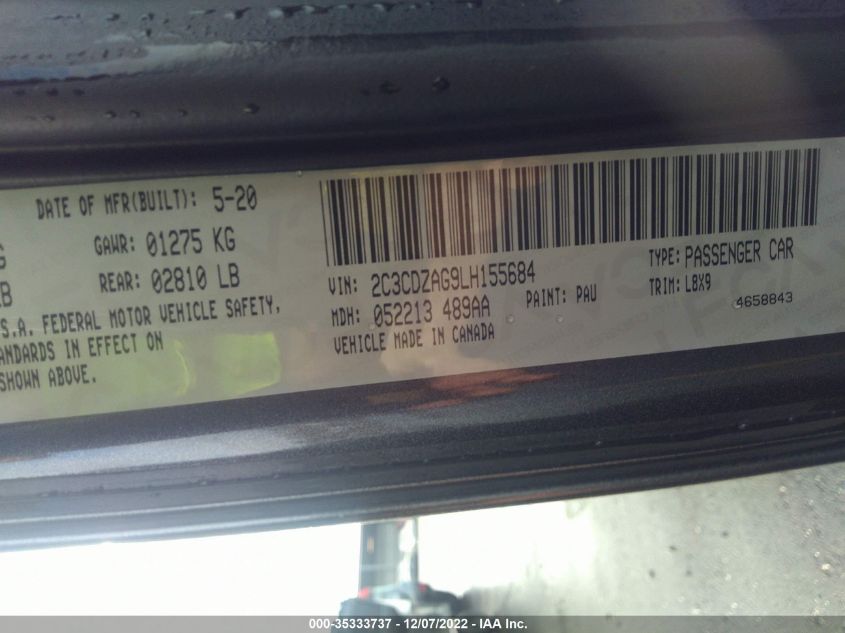 DATE OF MFR(BUILT): 5-20
G GAWR: 01275 KG
LB REAR: 02810 LB
S.A. FEDERAL MOTOR VEHICLE SAFETY,
ANDARDS IN EFFECT ON
SHOWN ABOVE.
VIN: 2C3CDZAG9LH155684 TYPE: PASSENGER CAR
MDH: 052213 489AA PAINT: PAU TRIM: L8X9
VEHICLE MADE IN CANADA 4658843
000-35333737 - 12/07/2022 - IAA Inc.